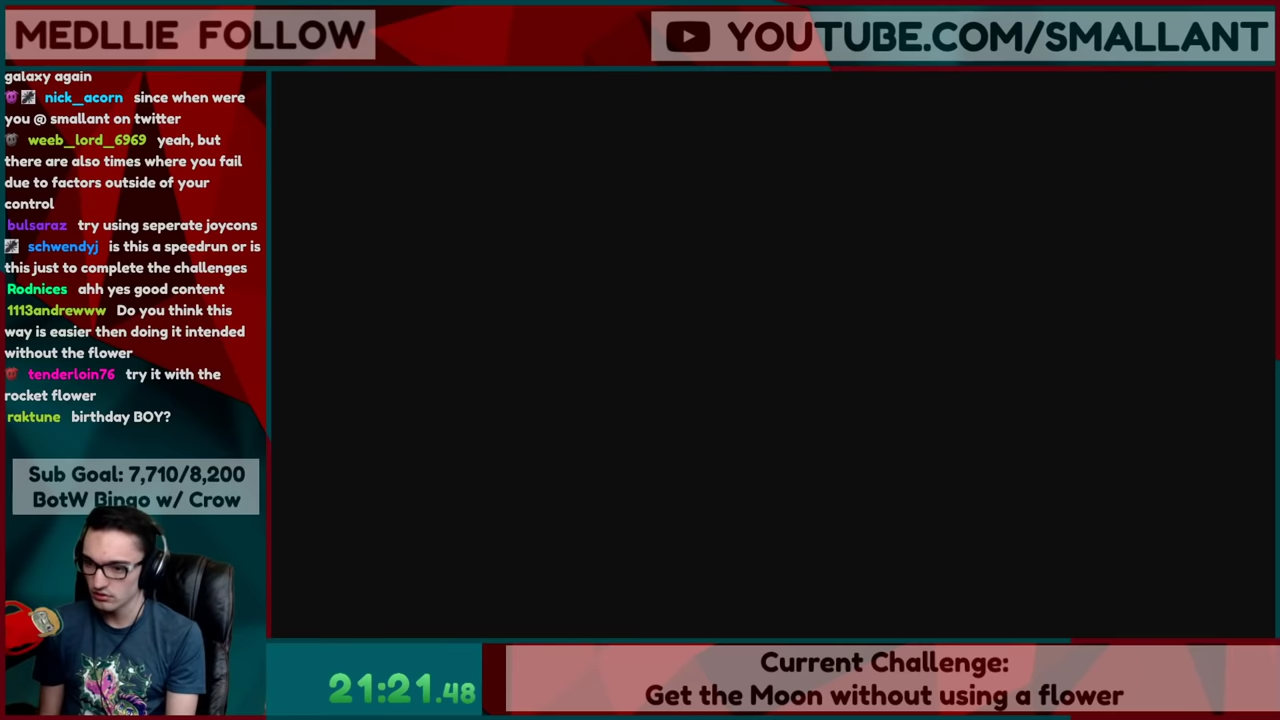 MEDLLIE FOLLOW
YOUTUBE.COM/SMALLANT
galaxy again
nick_acorn since when were
you @ smallant on twitter
weeb_lord_6969 yeah, but
there are also times where you fail
due to factors outside of your
control
bulsaraz try using seperate joycons
schwendyj is this a speedrun or is
this just to complete the challenges
Rodnices ahh yes good content
1113andrewww Do you think this
way is easier then doing it intended
without the flower
tenderloin76 try it with the
rocket flower
raktune birthday BOY?
Sub Goal: 7,710/8,200
BotW Bingo w/ Crow
21:21.48
Current Challenge:
Get the Moon without using a flower